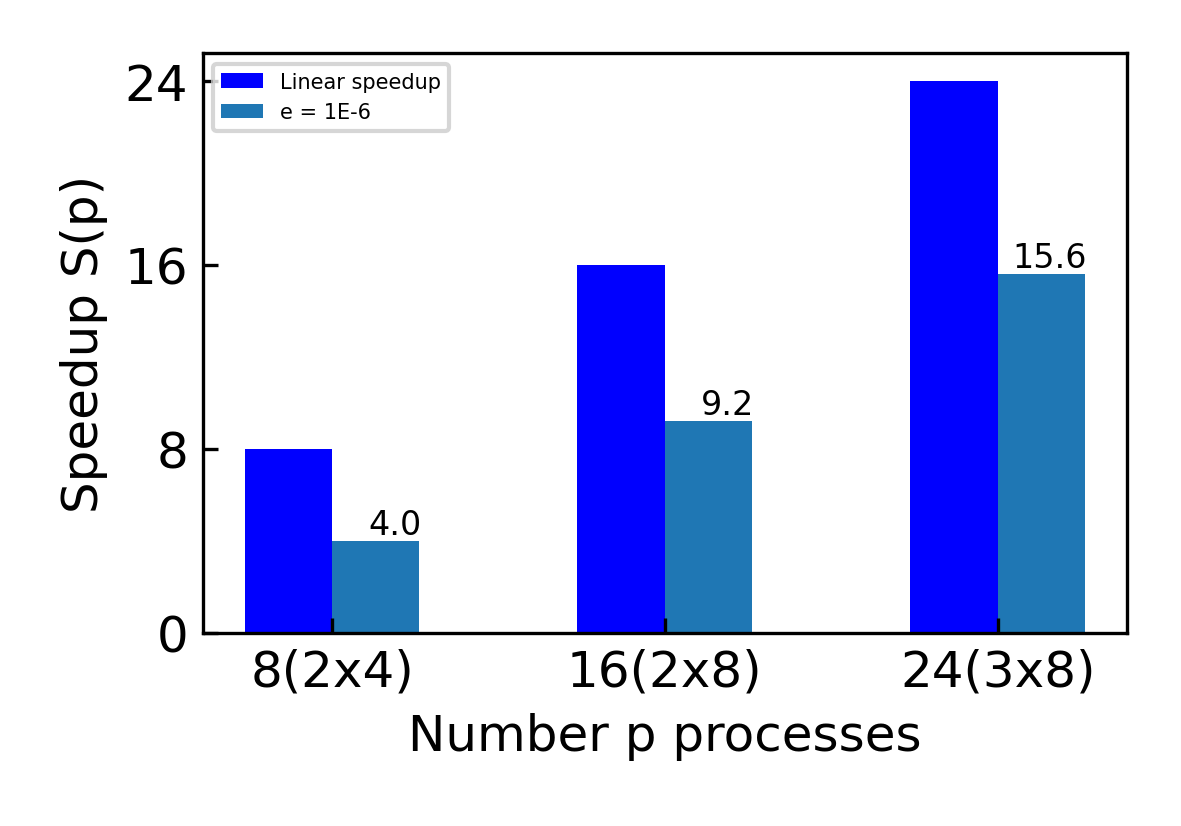 Linear speedup
e = 1E-6
24
16
8
0
Speedup S(p)
4.0
9.2
15.6
8(2x4)
16(2x8)
24(3x8)
Number p processes